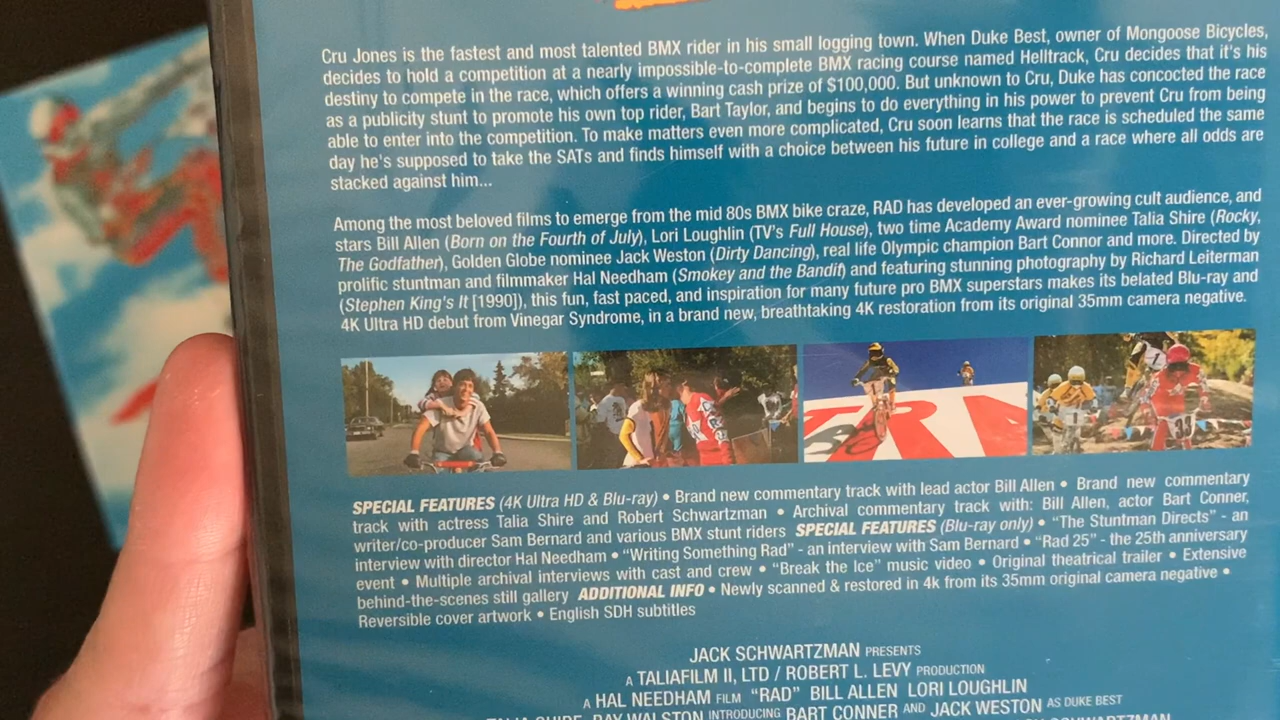 Cru Jones is the fastest and most talented BMX rider in his small logging town. When Duke Best, owner of Mongoose Bicycles,
decides to hold a competition at a nearly impossible-to-complete BMX racing course named Helltrack, Cru decides that it's his
destiny to compete in the race, which offers a winning cash prize of $100,000. But unknown to Cru, Duke has concocted the race
as a publicity stunt to promote his own top rider, Bart Taylor, and begins to do everything in his power to prevent Cru from being
able to enter into the competition. To make matters even more complicated, Cru soon learns that the race is scheduled the same
day he's supposed to take the SATs and finds himself with a choice between his future in college and a race where all odds are
stacked against him...
Among the most beloved films to emerge from the mid 80s BMX bike craze, RAD has developed an ever-growing cult audience, and
stars Bill Allen (Born on the Fourth of July), Lori Loughlin (TV's Full House), two time Academy Award nominee Talia Shire (Rocky,
The Godfather), Golden Globe nominee Jack Weston (Dirty Dancing), real life Olympic champion Bart Connor and more. Directed by
prolific stuntman and filmmaker Hal Needham (Smokey and the Bandit) and featuring stunning photography by Richard Leiterman
(Stephen King's It [1990]), this fun, fast paced, and inspiration for many future pro BMX superstars makes its belated Blu-ray and
4K Ultra HD debut from Vinegar Syndrome, in a brand new, breathtaking 4K restoration from its original 35mm camera negative.
SPECIAL FEATURES (4K Ultra HD & Blu-ray) • Brand new commentary track with lead actor Bill Allen • Brand new commentary
track with actress Talia Shire and Robert Schwartzman • Archival commentary track with: Bill Allen, actor Bart Conner,
writer/co-producer Sam Bernard and various BMX stunt riders SPECIAL FEATURES (Blu-ray only) • “The Stuntman Directs” - an
interview with director Hal Needham • “Writing Something Rad” - an interview with Sam Bernard • “Rad 25” - the 25th anniversary
event • Multiple archival interviews with cast and crew • “Break the Ice” music video • Original theatrical trailer • Extensive
behind-the-scenes still gallery ADDITIONAL INFO • Newly scanned & restored in 4k from its 35mm original camera negative •
Reversible cover artwork • English SDH subtitles
JACK SCHWARTZMAN PRESENTS
A TALIAFILM II, LTD / ROBERT L. LEVY PRODUCTION
A HAL NEEDHAM FILM “RAD” BILL ALLEN LORI LOUGHLIN
TALIA SHIRE RAY WALSTON INTRODUCING BART CONNER AND JACK WESTON AS DUKE BEST
SCHWARTZMAN